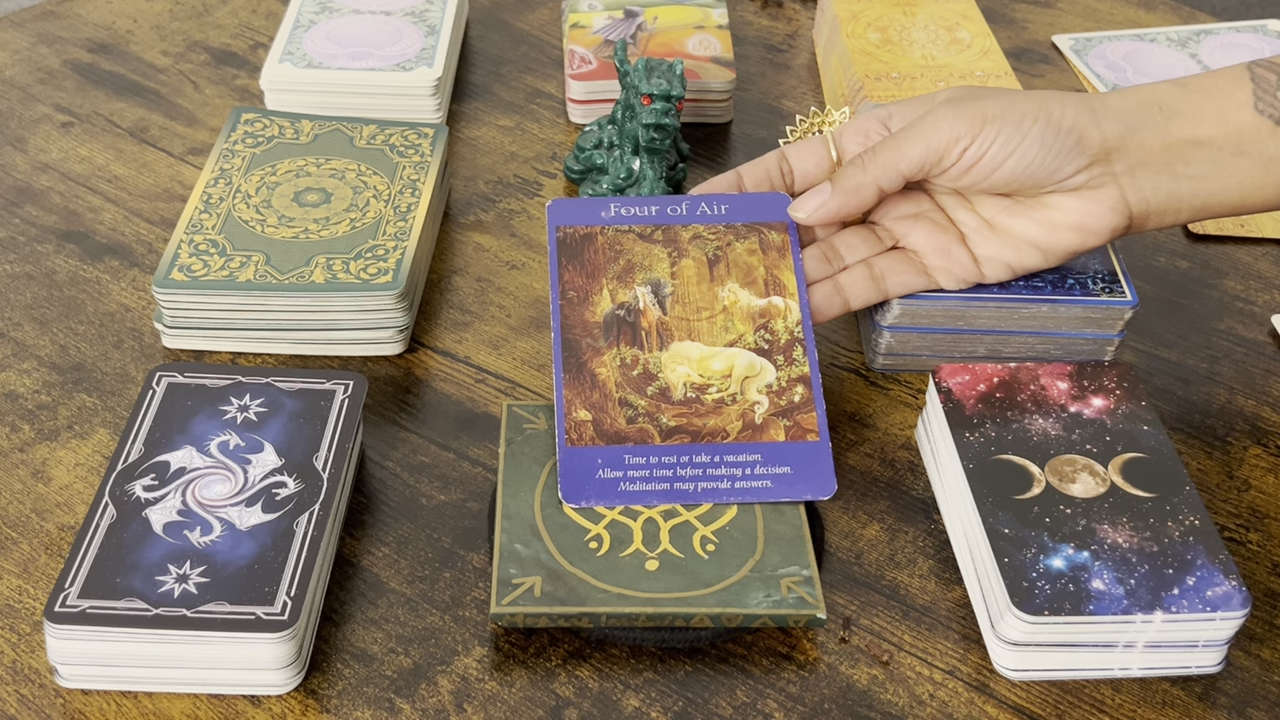 Four of Air
Time to rest or take a vacation.
Allow more time before making a decision.
Meditation may provide answers.